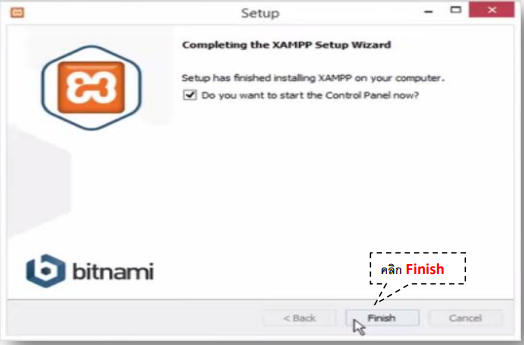 Setup
Completing the XAMPP Setup Wizard
Setup has finished installing XAMPP on your computer.
Do you want to start the Control Panel now?
bitnami
คลิก Finish
< Back
Finish
Cancel